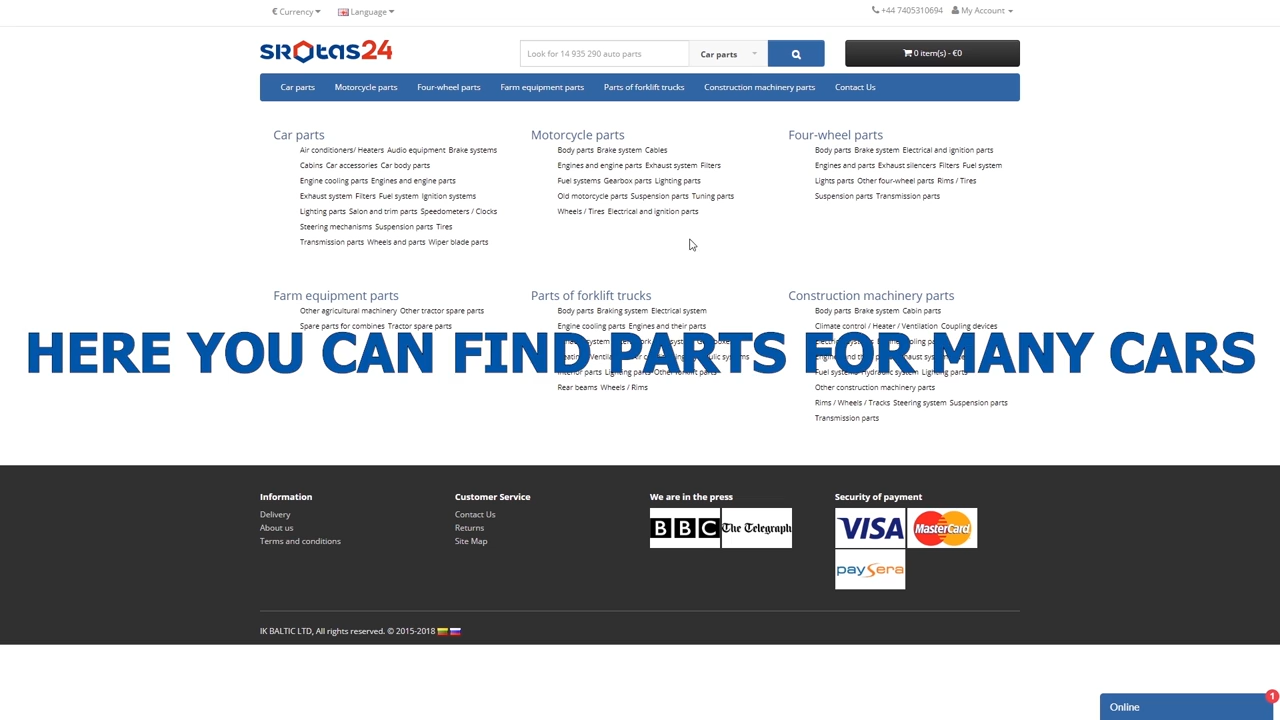 € Currency Language +44 7405310694 My Account
SROTAS24 Look for 14 935 290 auto parts Car parts 0 item(s) - €0
Car parts Motorcycle parts Four-wheel parts Farm equipment parts Parts of forklift trucks Construction machinery parts Contact Us
Car parts
Air conditioners/ Heaters Audio equipment Brake systems
Cabins Car accessories Car body parts
Engine cooling parts Engines and engine parts
Exhaust system Filters Fuel system Ignition systems
Lighting parts Salon and trim parts Speedometers / Clocks
Steering mechanisms Suspension parts Tires
Transmission parts Wheels and parts Wiper blade parts
Motorcycle parts
Body parts Brake system Cables
Engines and engine parts Exhaust system Filters
Fuel systems Gearbox parts Lighting parts
Old motorcycle parts Suspension parts Tuning parts
Wheels / Tires Electrical and ignition parts
Four-wheel parts
Body parts Brake system Electrical and ignition parts
Engines and parts Exhaust silencers Filters Fuel system
Lights parts Other four-wheel parts Rims / Tires
Suspension parts Transmission parts
Farm equipment parts
Other agricultural machinery Other tractor spare parts
Spare parts for combines Tractor spare parts
Parts of forklift trucks
Body parts Braking system Electrical system
Engine cooling parts Engines and their parts
Interior parts Lighting parts Other forklift parts
Rear beams Wheels / Rims
Construction machinery parts
Body parts Brake system Cabin parts
Climate control / Heater / Ventilation Coupling devices
Fuel systems Hydraulic system Lighting parts
Other construction machinery parts
Rims / Wheels / Tracks Steering system Suspension parts
Transmission parts
HERE YOU CAN FIND PARTS FOR MANY CARS
Information
Delivery
About us
Terms and conditions
Customer Service
Contact Us
Returns
Site Map
We are in the press
BBC The Telegraph
Security of payment
VISA MasterCard
paysera
IK BALTIC LTD, All rights reserved. © 2015-2018
Online 1